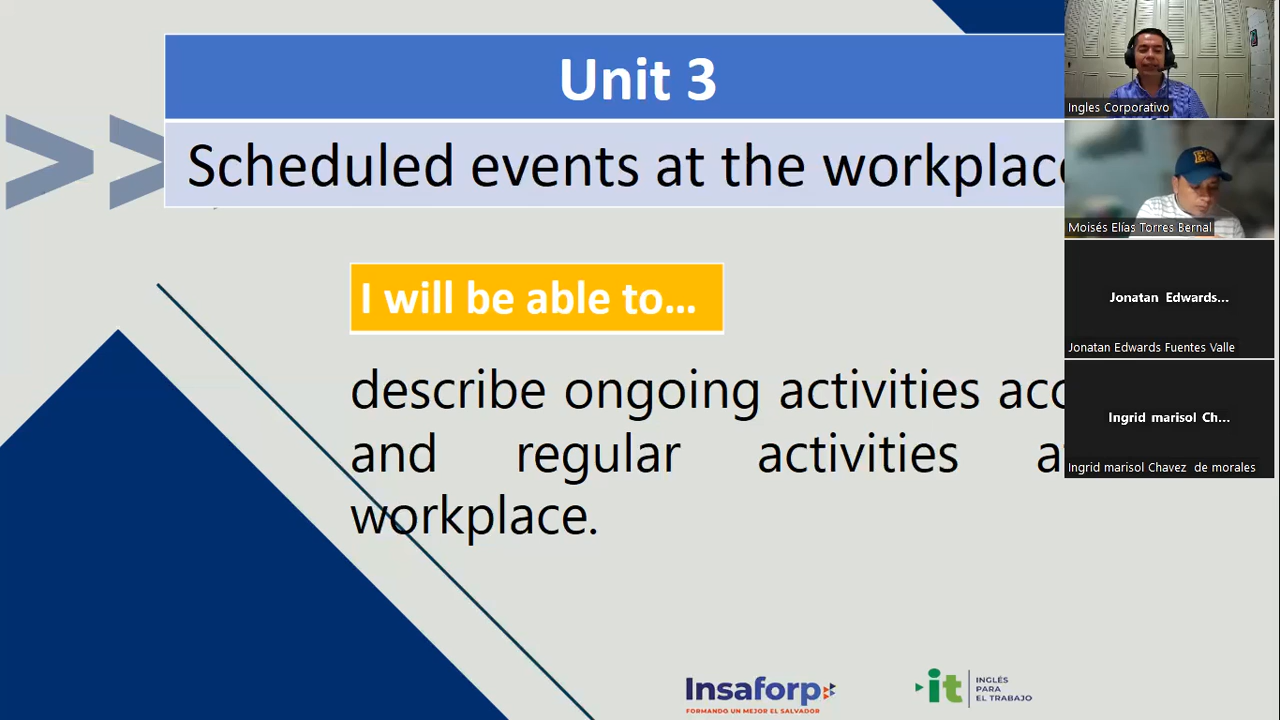 Unit 3
Scheduled events at the workplace
I will be able to...
describe ongoing activities
and regular activities
workplace.
Insaforp
FORMANDO UN MEJOR EL SALVADOR
it
INGLÉS
PARA
EL TRABAJO
Ingles Corporativo
Moisés Elías Torres Bernal
Jonatan Edwards...
Jonatan Edwards Fuentes Valle
Ingrid marisol Ch...
Ingrid marisol Chavez de morales